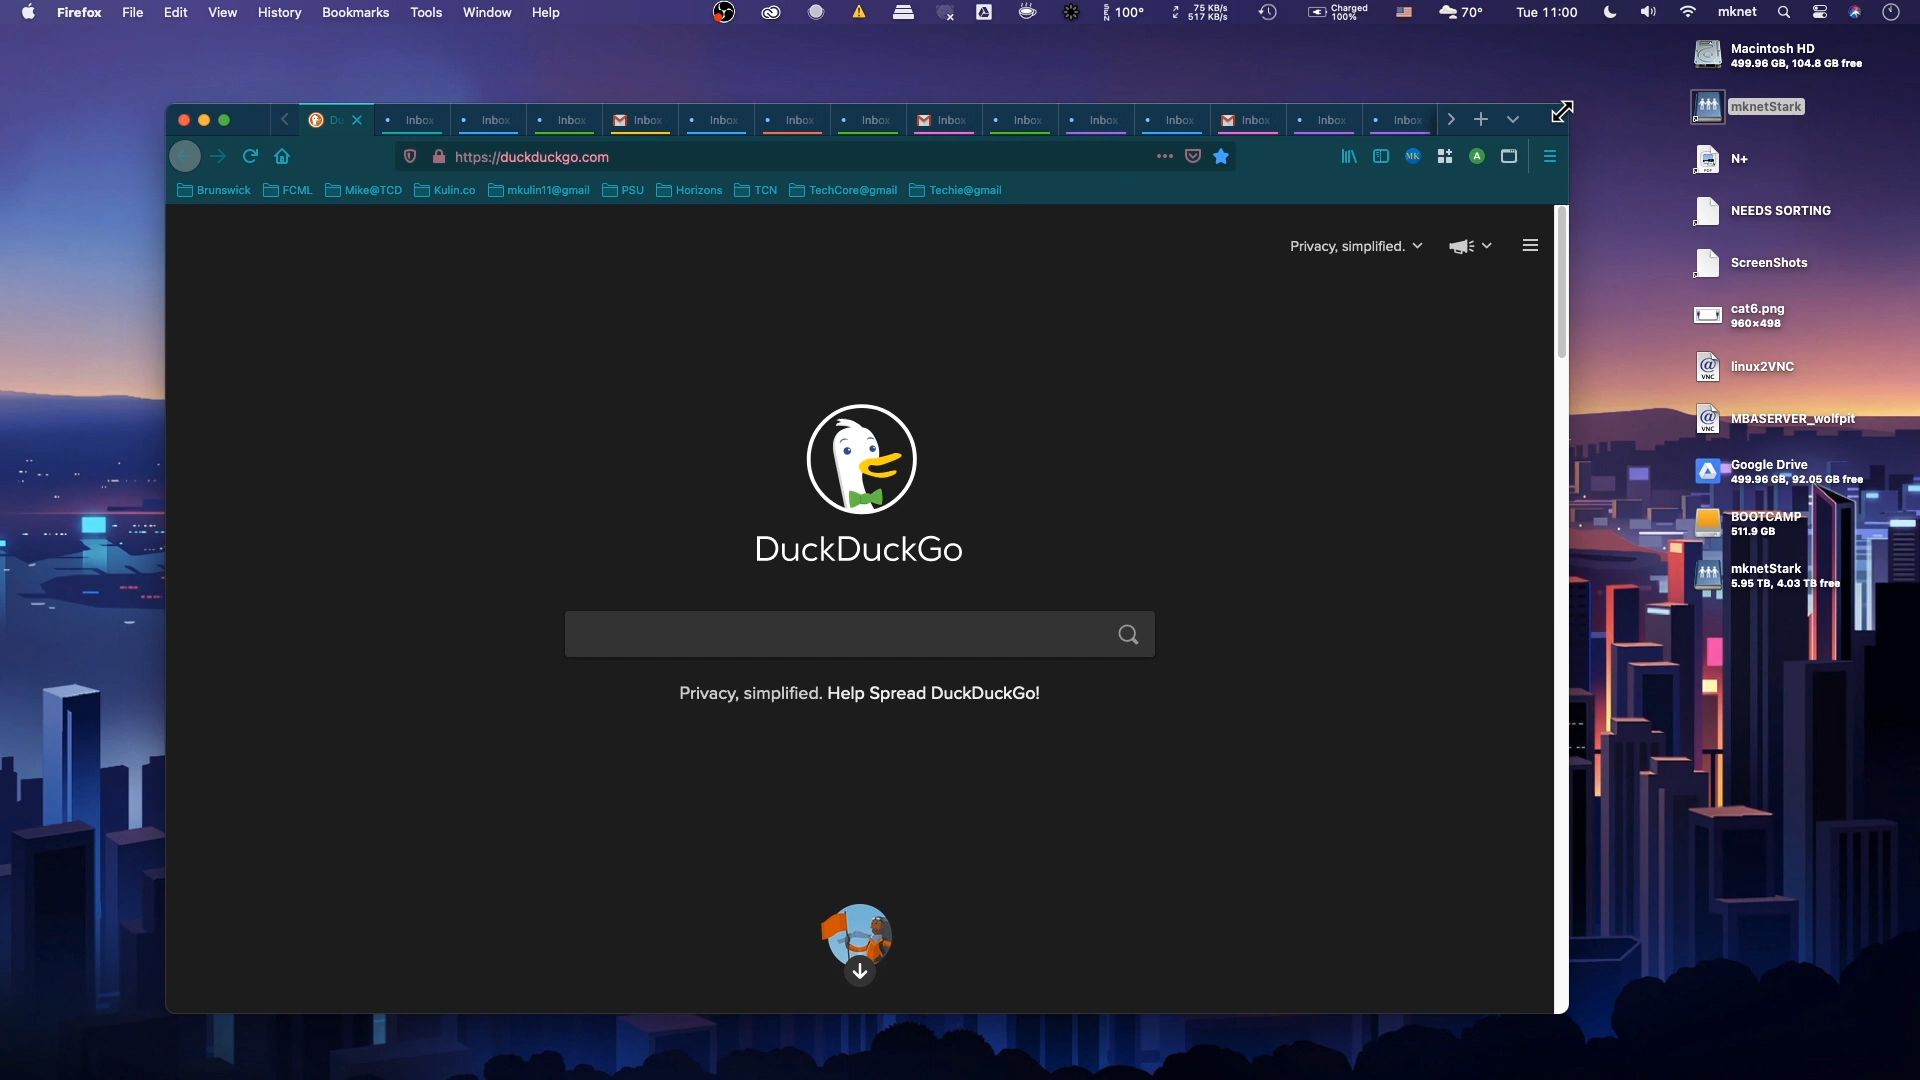 Firefox File Edit View History Bookmarks Tools Window Help
100° 75 KB/s 517 KB/s Charged 100% 70° Tue 11:00 mknet
Macintosh HD
499.96 GB, 104.8 GB free
mknetStark
N+
NEEDS SORTING
ScreenShots
cat6.png
960×498
linux2VNC
MBASERVER_wolfpit
Google Drive
499.96 GB, 92.05 GB free
BOOTCAMP
511.9 GB
mknetStark
5.95 TB, 4.03 TB free
Du Inbox Inbox Inbox Inbox Inbox Inbox Inbox Inbox Inbox Inbox Inbox Inbox Inbox Inbox
https://duckduckgo.com
MK A
Brunswick FCML Mike@TCD Kulin.co mkulin11@gmail PSU Horizons TCN TechCore@gmail Techie@gmail
Privacy, simplified.
DuckDuckGo
Privacy, simplified. Help Spread DuckDuckGo!